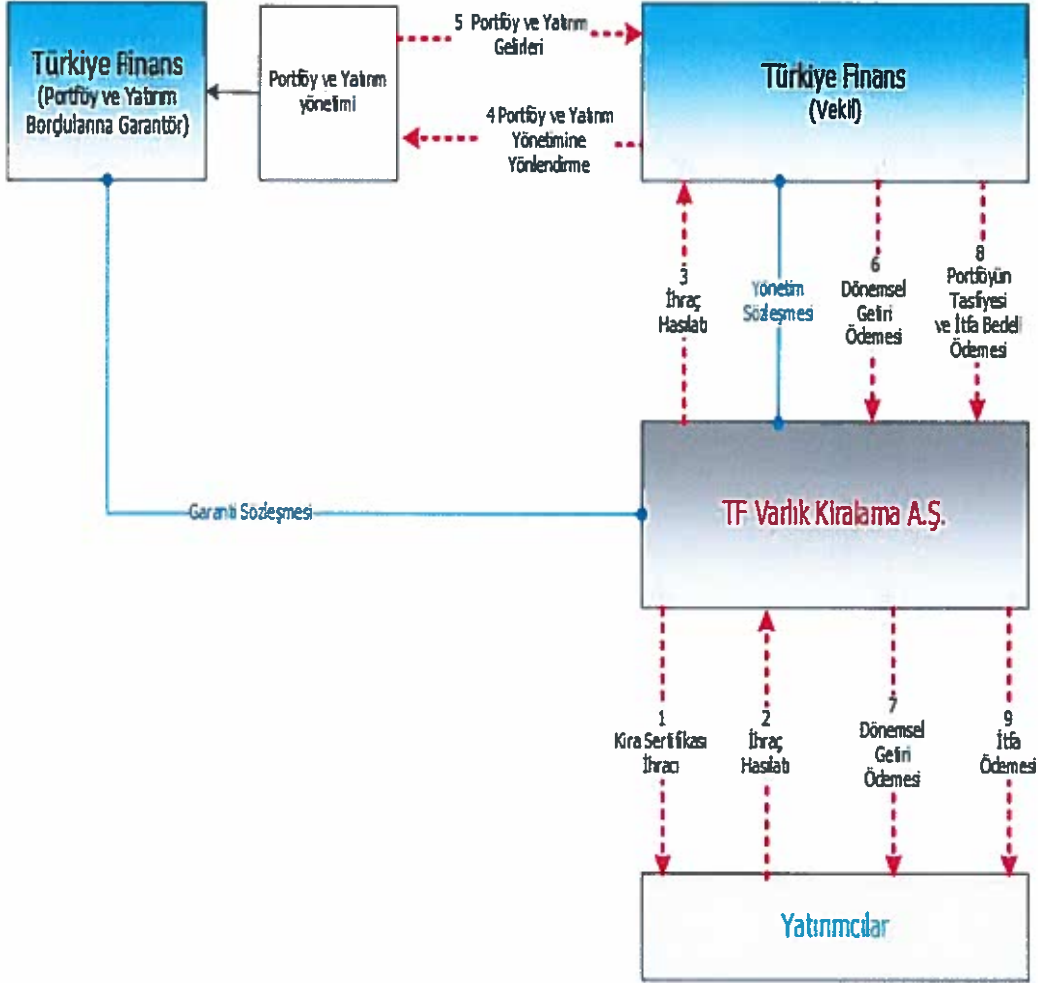 Türkiye Finans
(Portföy ve Yatırım
Borçlularına Garantör)
Portföy ve Yatırım
yönetimi
5 Portföy ve Yatırım
Gelirleri
4 Portföy ve Yatırım
Yönetimine
Yönlendirme
Türkiye Finans
(Vekil)
3
İhraç
Hasılatı
Yönetim
Sözleşmesi
6
Dönemsel
Getiri
Ödemesi
8
Portföyün
Tasfiyesi
ve İtfa Bedeli
Ödemesi
Garanti Sözleşmesi
TF Varlık Kiralama A.Ş.
1
Kira Sertifikası
İhracı
2
İhraç
Hasılatı
7
Dönemsel
Getiri
Ödemesi
9
İtfa
Ödemesi
Yatırımcılar